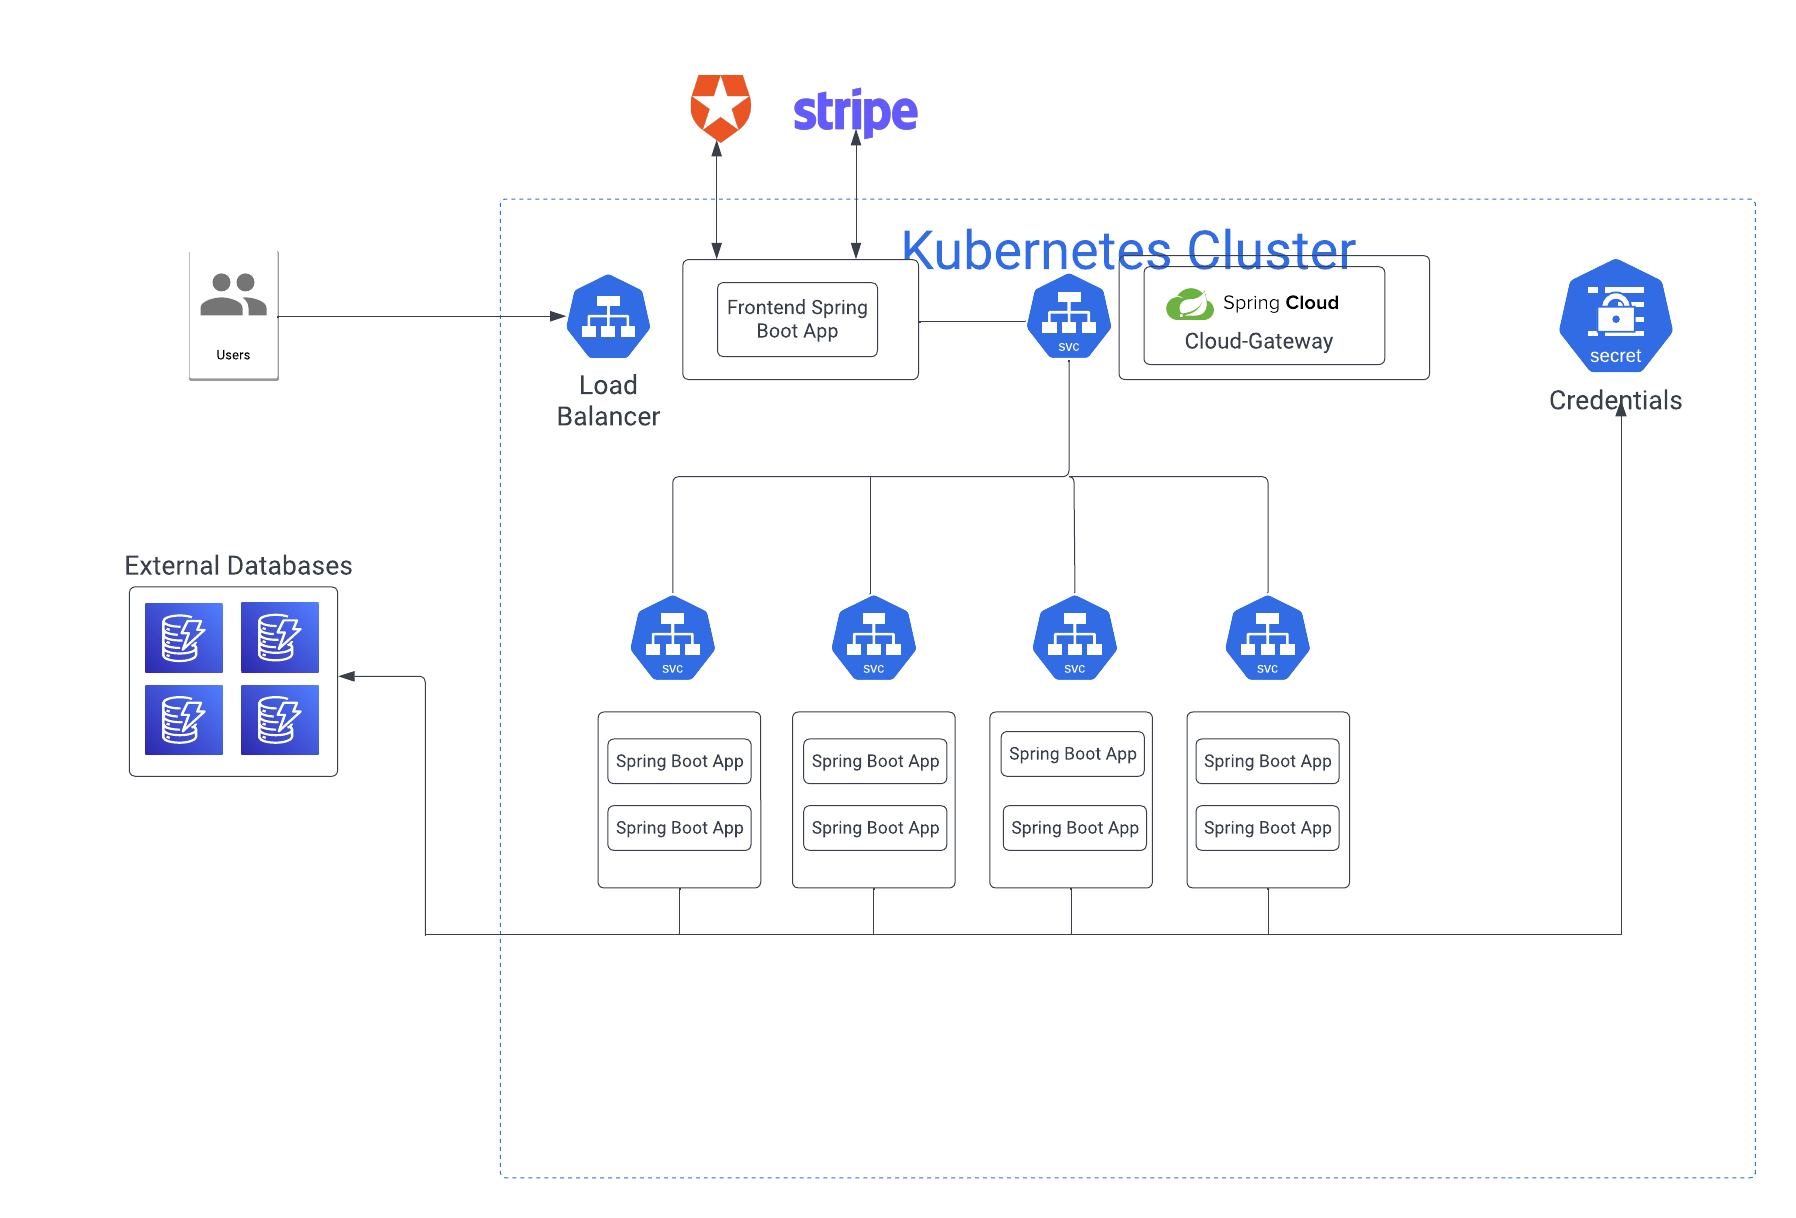 stripe
Kubernetes Cluster
Users
Load
Balancer
Frontend Spring
Boot App
svc
Spring Cloud
Cloud-Gateway
secret
Credentials
External Databases
svc
svc
svc
svc
Spring Boot App
Spring Boot App
Spring Boot App
Spring Boot App
Spring Boot App
Spring Boot App
Spring Boot App
Spring Boot App